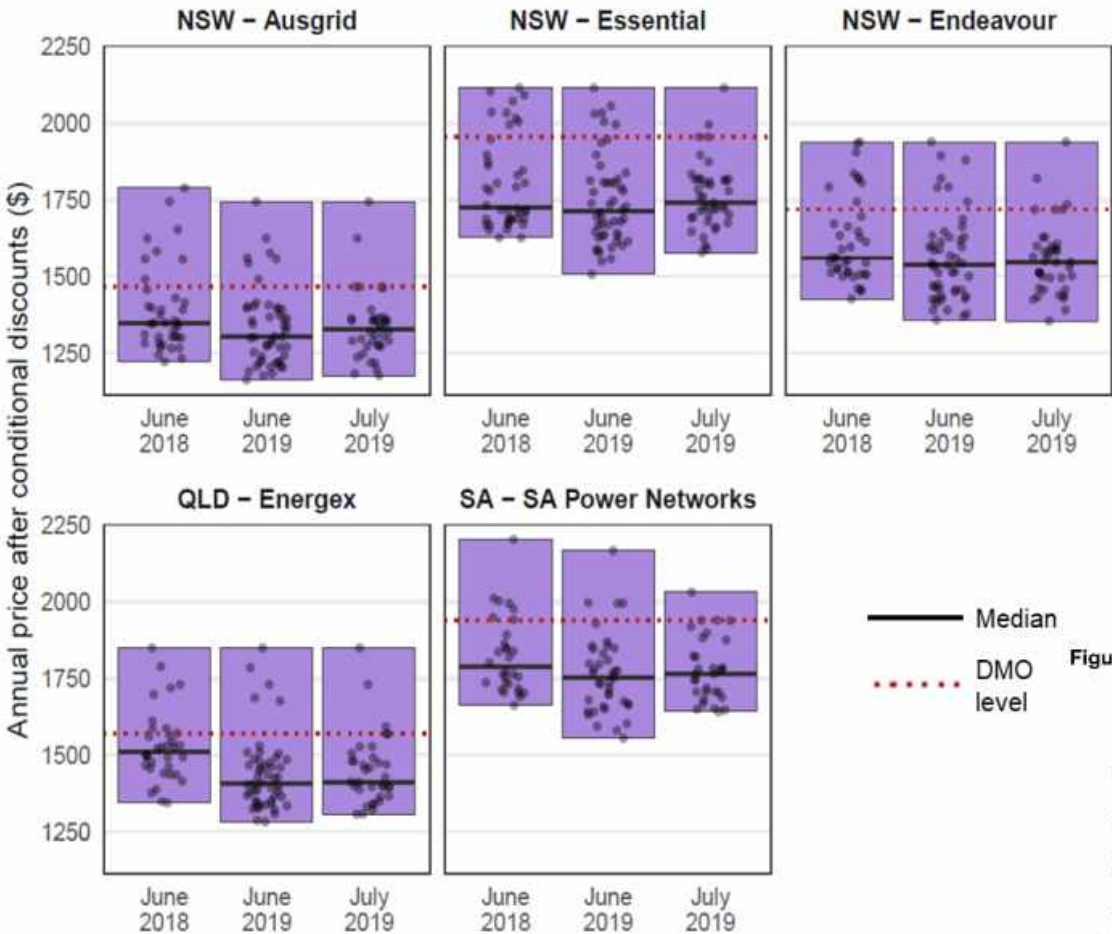 NSW – Ausgrid
NSW – Essential
NSW – Endeavour
Annual price after conditional discounts ($)
2250
2000
1750
1500
1250
June
2018
June
2019
July
2019
June
2018
June
2019
July
2019
June
2018
June
2019
July
2019
QLD – Energex
SA – SA Power Networks
2250
2000
1750
1500
1250
June
2018
June
2019
July
2019
June
2018
June
2019
July
2019
Median
DMO
level
Figu